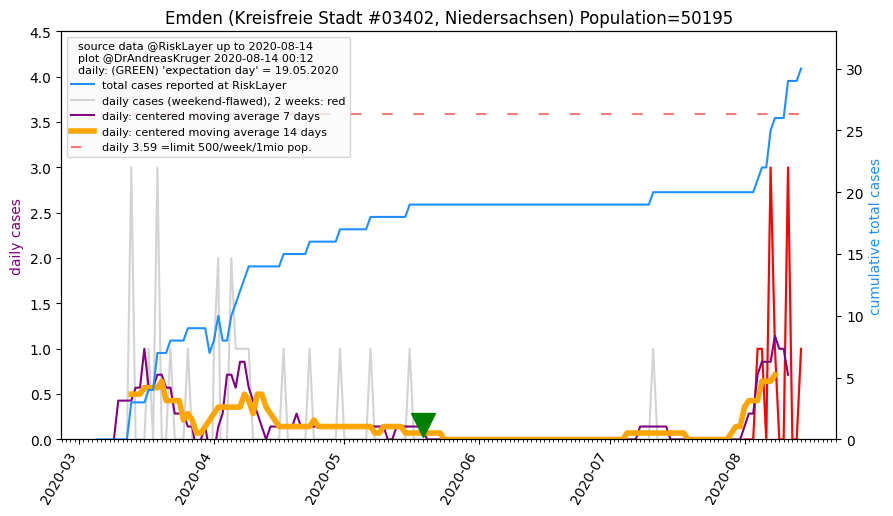 Emden (Kreisfreie Stadt #03402, Niedersachsen) Population=50195
source data @RiskLayer up to 2020-08-14
plot @DrAndreasKruger 2020-08-14 00:12
daily: (GREEN) 'expectation day' = 19.05.2020
total cases reported at RiskLayer
daily cases (weekend-flawed), 2 weeks: red
daily: centered moving average 7 days
daily: centered moving average 14 days
daily 3.59 =limit 500/week/1mio pop.
daily cases
4.5
4.0
3.5
3.0
2.5
2.0
1.5
1.0
0.5
0.0
30
25
20
15
10
5
0
cumulative total cases
2020-03
2020-04
2020-05
2020-06
2020-07
2020-08